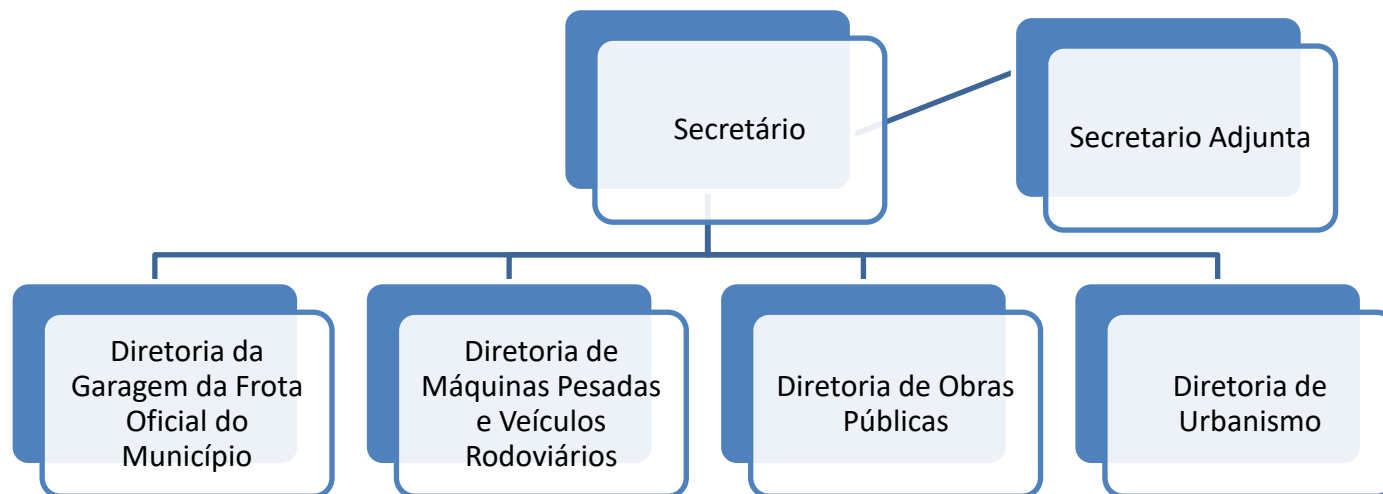 Secretário
Secretario Adjunta
Diretoria da
Garagem da Frota
Oficial do
Município
Diretoria de
Máquinas Pesadas
e Veículos
Rodoviários
Diretoria de Obras
Públicas
Diretoria de
Urbanismo